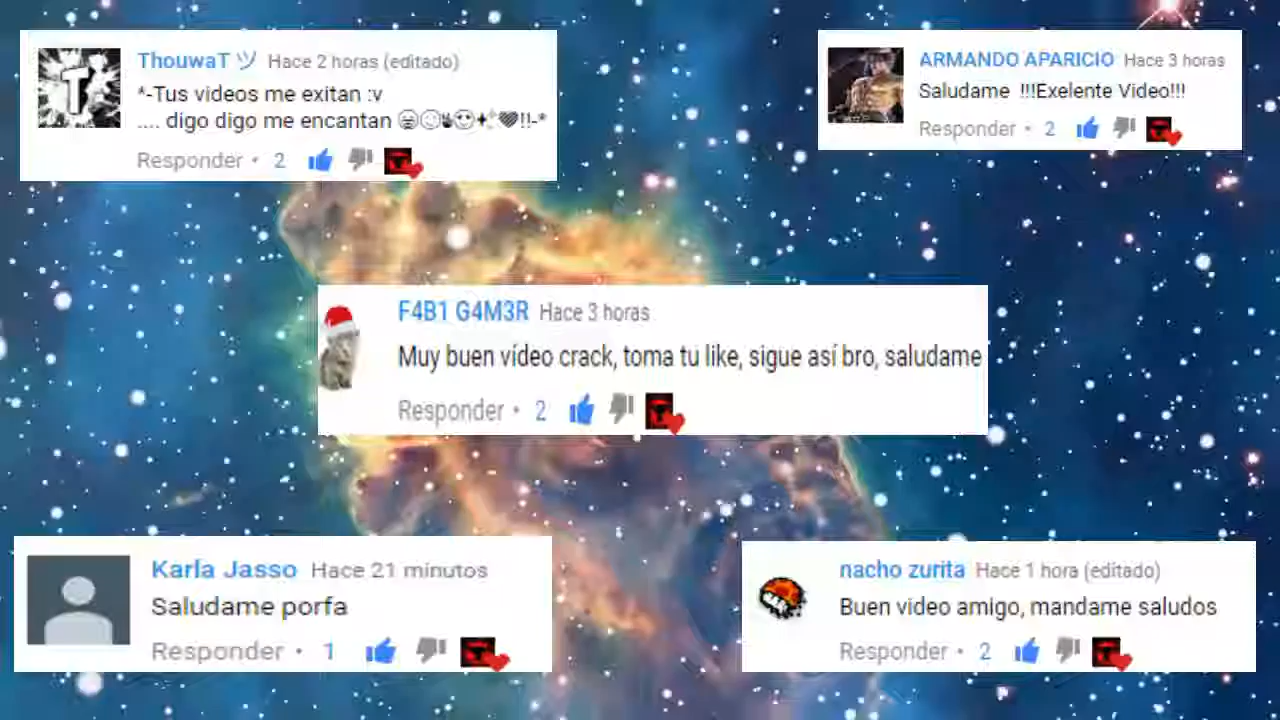 ThouwaT ツ Hace 2 horas (editado)
*-Tus videos me exitan :v
.... digo digo me encantan !!-*
Responder · 2
ARMANDO APARICIO Hace 3 horas
Saludame !!!Exelente Video!!!
Responder · 2
F4B1 G4M3R Hace 3 horas
Muy buen vídeo crack, toma tu like, sigue así bro, saludame
Responder · 2
Karla Jasso Hace 21 minutos
Saludame porfa
Responder · 1
nacho zurita Hace 1 hora (editado)
Buen video amigo, mandame saludos
Responder · 2